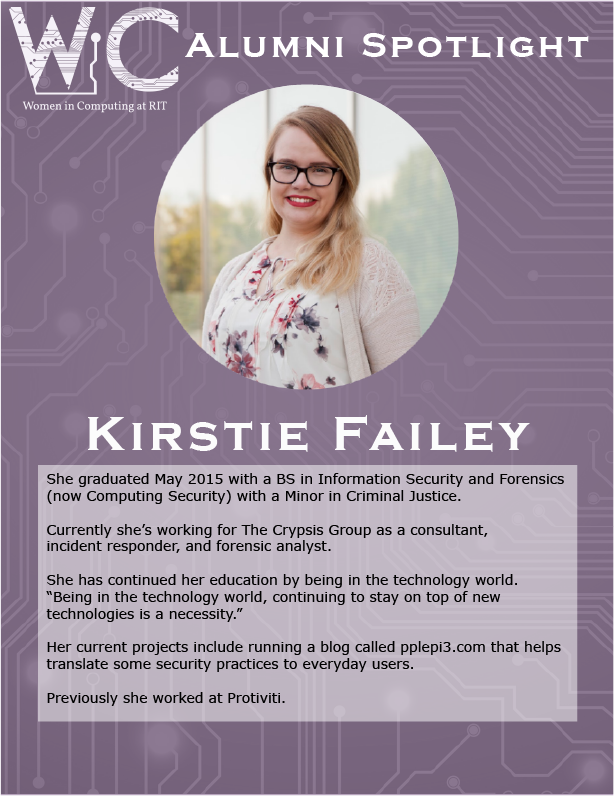 WiC
Alumni Spotlight
Women in Computing at RIT
Kirstie Failey
She graduated May 2015 with a BS in Information Security and Forensics
(now Computing Security) with a Minor in Criminal Justice.
Currently she’s working for The Crypsis Group as a consultant,
incident responder, and forensic analyst.
She has continued her education by being in the technology world.
“Being in the technology world, continuing to stay on top of new
technologies is a necessity.”
Her current projects include running a blog called pplepi3.com that helps
translate some security practices to everyday users.
Previously she worked at Protiviti.